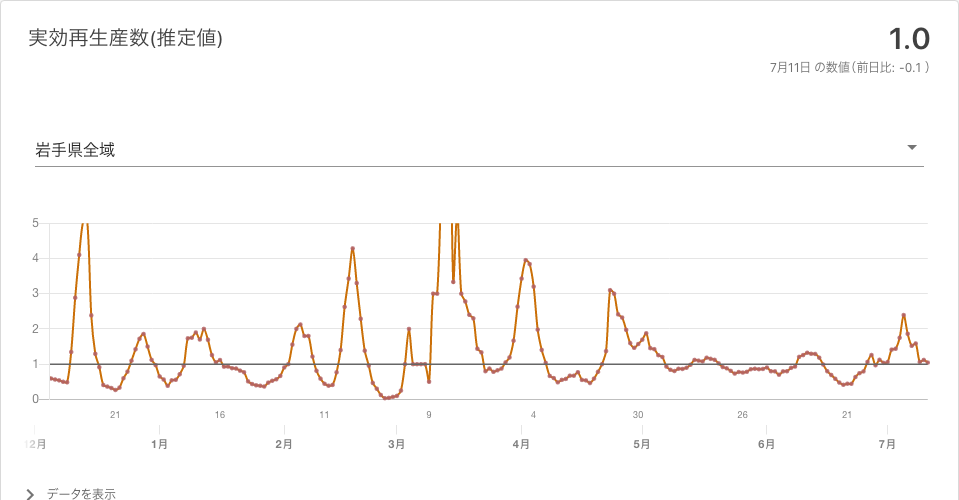 実効再生産数(推定値)
1.0
7月11日 の数値（前日比: -0.1 ）
岩手県全域
5
4
3
2
1
0
21 16 11 9 4 30 26 21
12月 1月 2月 3月 4月 5月 6月 7月
データを表示